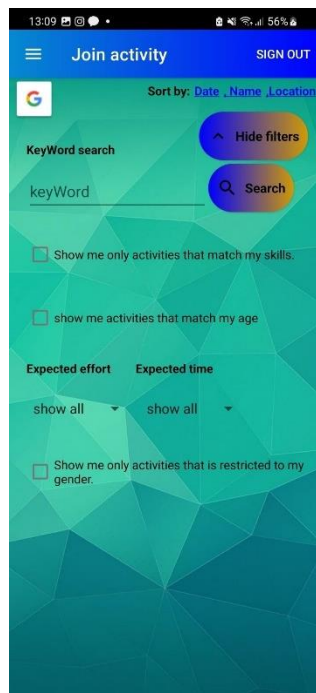 13:09 56%
Join activity SIGN OUT
G
Sort by: Date , Name ,Location
Hide filters
KeyWord search
keyWord
Search
Show me only activities that match my skills.
show me activities that match my age
Expected effort Expected time
show all show all
Show me only activities that is restricted to my
gender.